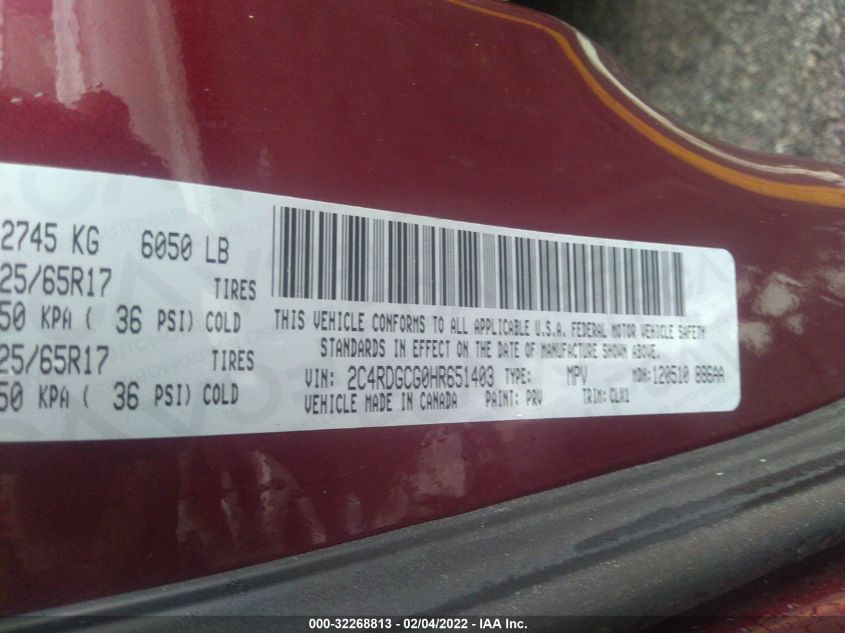 2745 KG 6050 LB
25/65R17 TIRES
50 KPA ( 36 PSI) COLD
25/65R17 TIRES
50 KPA ( 36 PSI) COLD
THIS VEHICLE CONFORMS TO ALL APPLICABLE U.S.A. FEDERAL MOTOR VEHICLE SAFETY
STANDARDS IN EFFECT ON THE DATE OF MANUFACTURE SHOWN ABOVE.
VIN: 2C4RDGCG0HR651403 TYPE: MPV MDH: 120510 886AA
VEHICLE MADE IN CANADA PAINT: PRV TRIM: CLX1
000-32268813 - 02/04/2022 - IAA Inc.